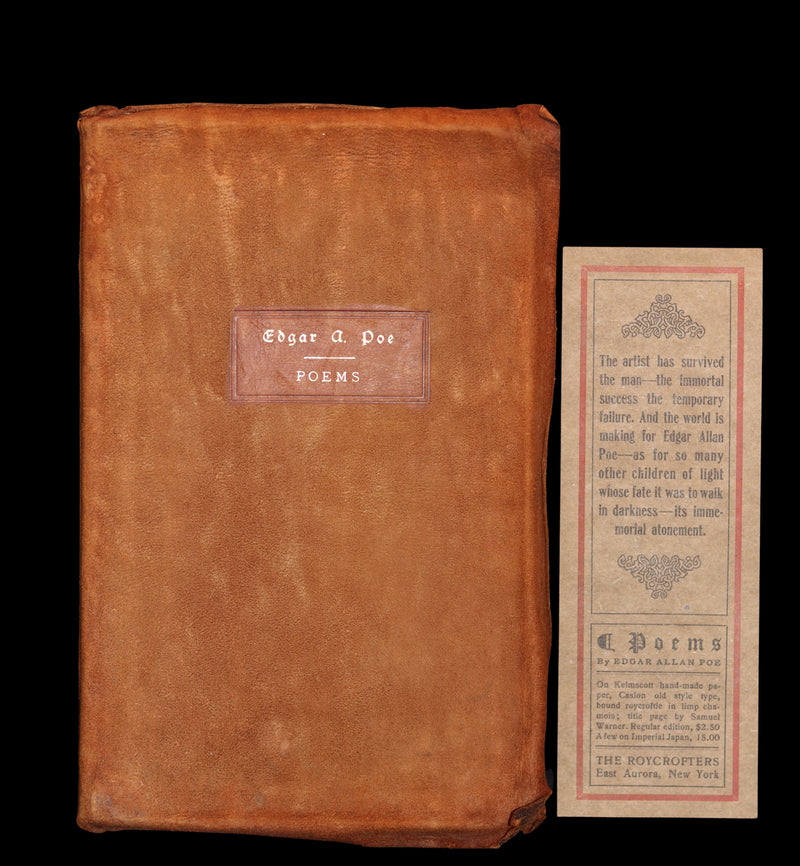 Edgar A. Poe
POEMS
The artist has survived
the man—the immortal
success the temporary
failure. And the world is
making for Edgar Allan
Poe—as for so many
other children of light
whose fate it was to walk
in darkness—its imme-
morial atonement.
¶ Poems
By EDGAR ALLAN POE
On Kelmscott hand-made pa-
per, Caslon old style type,
bound roycroftie in limp cha-
mois; title page by Samuel
Warner. Regular edition, $2.50
A few on Imperial Japan, 15.00
THE ROYCROFTERS
East Aurora, New York